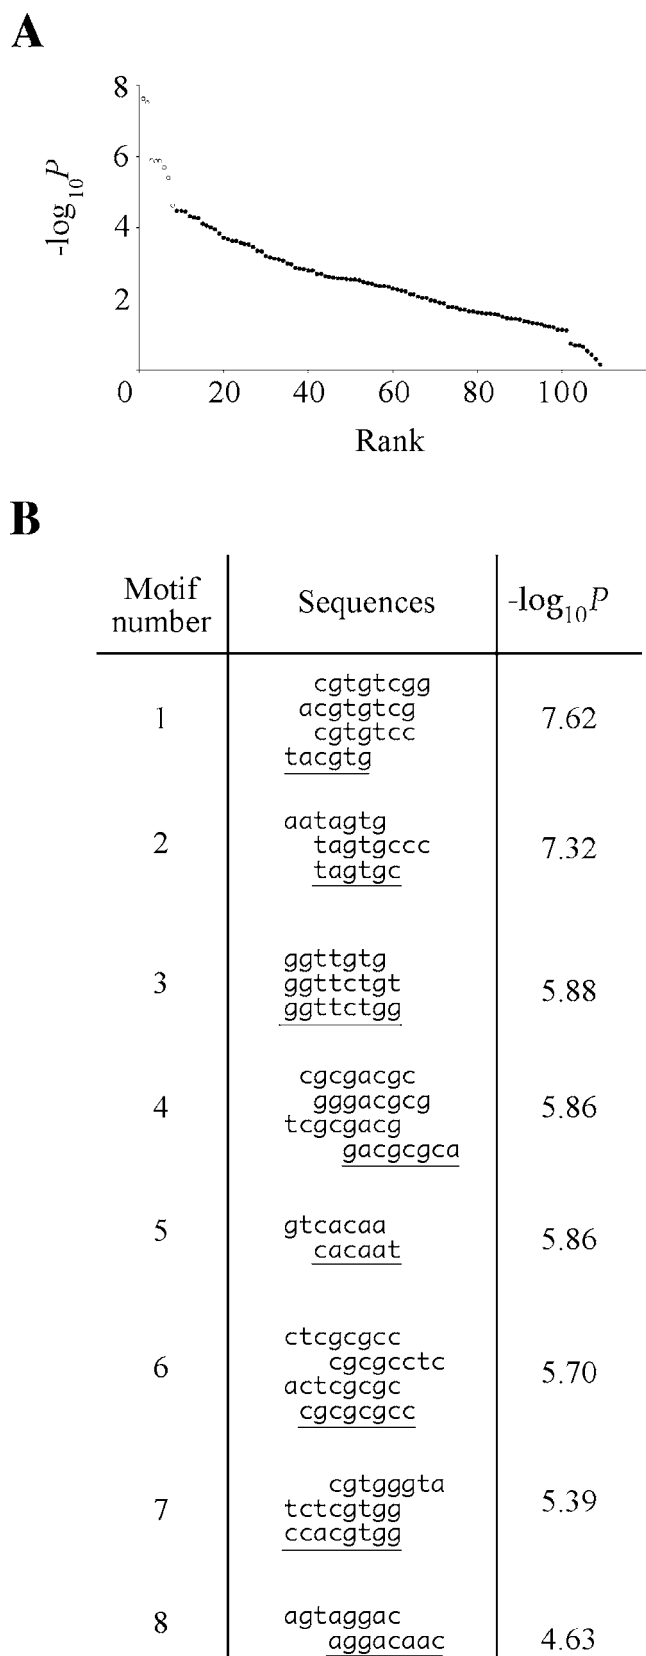 A
8
6
4
2
-log10P
0 20 40 60 80 100
Rank
B
Motif number Sequences -log10P
1
cgtgtcgg
acgtgtcg
cgtgtcc
tacgtg
7.62
2
aatagtg
tagtgccc
tagtgc
7.32
3
ggttgtg
ggttctgt
ggttctgg
5.88
4
cgcgacgc
gggacgcg
tcgcgacg
gacgcgca
5.86
5
gtcacaa
cacaat
5.86
6
ctcgcgcc
cgcgcctc
actcgcgc
cgcgcgcc
5.70
7
cgtgggta
tctcgtgg
ccacgtgg
5.39
8
agtaggac
aggacaac
4.63